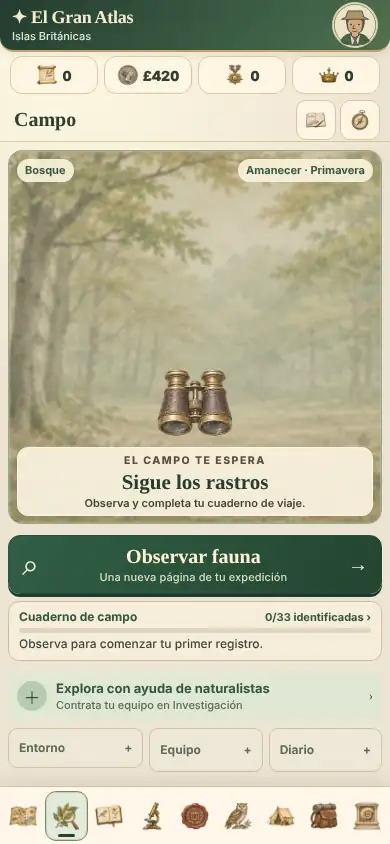 ✦ El Gran Atlas
Islas Británicas
0
£420
0
0
Campo
Bosque
Amanecer · Primavera
EL CAMPO TE ESPERA
Sigue los rastros
Observa y completa tu cuaderno de viaje.
Observar fauna
Una nueva página de tu expedición
→
Cuaderno de campo
0/33 identificadas ›
Observa para comenzar tu primer registro.
+
Explora con ayuda de naturalistas
Contrata tu equipo en Investigación
›
Entorno +
Equipo +
Diario +